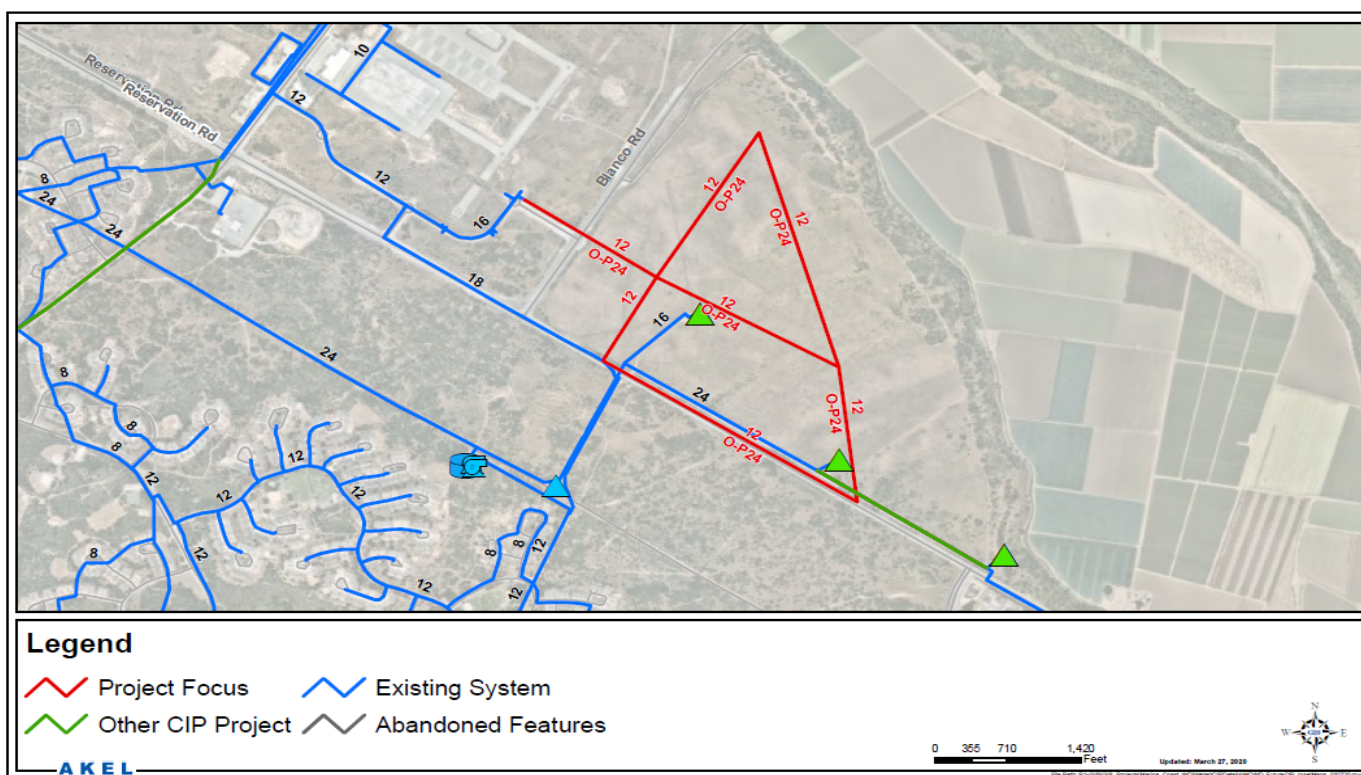 10
Reservation Rd
Reservation Rd
12
Blanco Rd
8
24
24
12
16
12
O-P24
12
O-P24
12
O-P24
18
12
12
O-P24
16
24
24
12
O-P24
12
O-P24
8
8
8
12
12
12
12
12
8
12
8
8
12
12
Legend
Project Focus
Existing System
Other CIP Project
Abandoned Features
AKEL
0 355 710 1,420
Feet
Updated: March 27, 2020
N
W GIS E
S